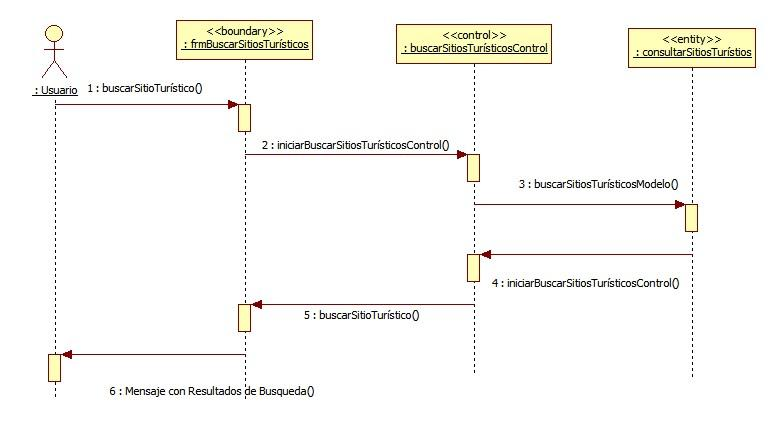 <<boundary>>
: frmBuscarSitiosTurísticos
<<control>>
: buscarSitiosTurísticosControl
<<entity>>
: consultarSitiosTurístios
: Usuario
1 : buscarSitioTurístico()
2 : iniciarBuscarSitiosTurísticosControl()
3 : buscarSitiosTurísticosModelo()
4 : iniciarBuscarSitiosTurísticosControl()
5 : buscarSitioTurístico()
6 : Mensaje con Resultados de Busqueda()